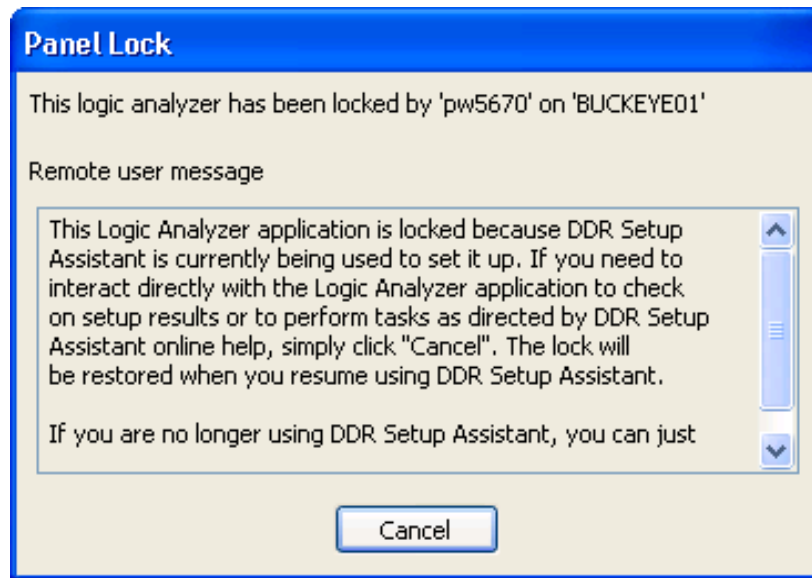 Panel Lock
This logic analyzer has been locked by 'pw5670' on 'BUCKEYE01'
Remote user message
This Logic Analyzer application is locked because DDR Setup
Assistant is currently being used to set it up. If you need to
interact directly with the Logic Analyzer application to check
on setup results or to perform tasks as directed by DDR Setup
Assistant online help, simply click "Cancel". The lock will
be restored when you resume using DDR Setup Assistant.
If you are no longer using DDR Setup Assistant, you can just
Cancel